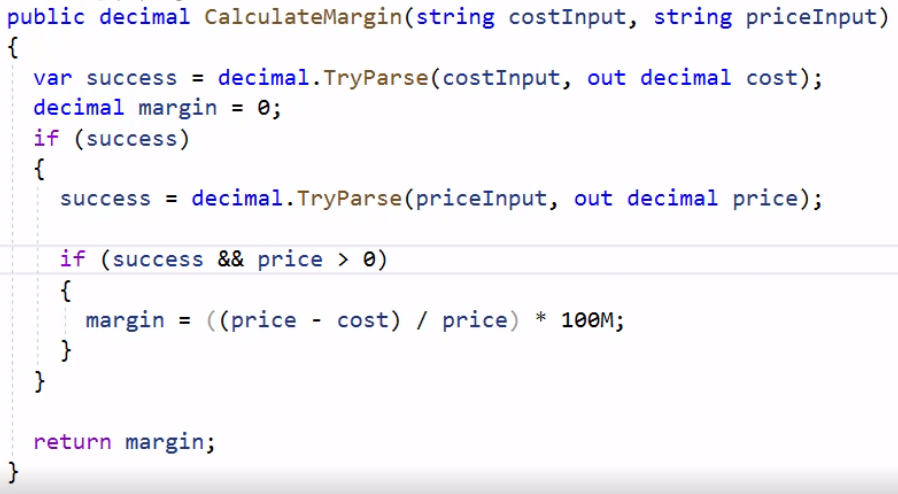 public decimal CalculateMargin(string costInput, string priceInput)
{
  var success = decimal.TryParse(costInput, out decimal cost);
  decimal margin = 0;
  if (success)
  {
    success = decimal.TryParse(priceInput, out decimal price);

    if (success && price > 0)
    {
      margin = ((price - cost) / price) * 100M;
    }
  }

  return margin;
}